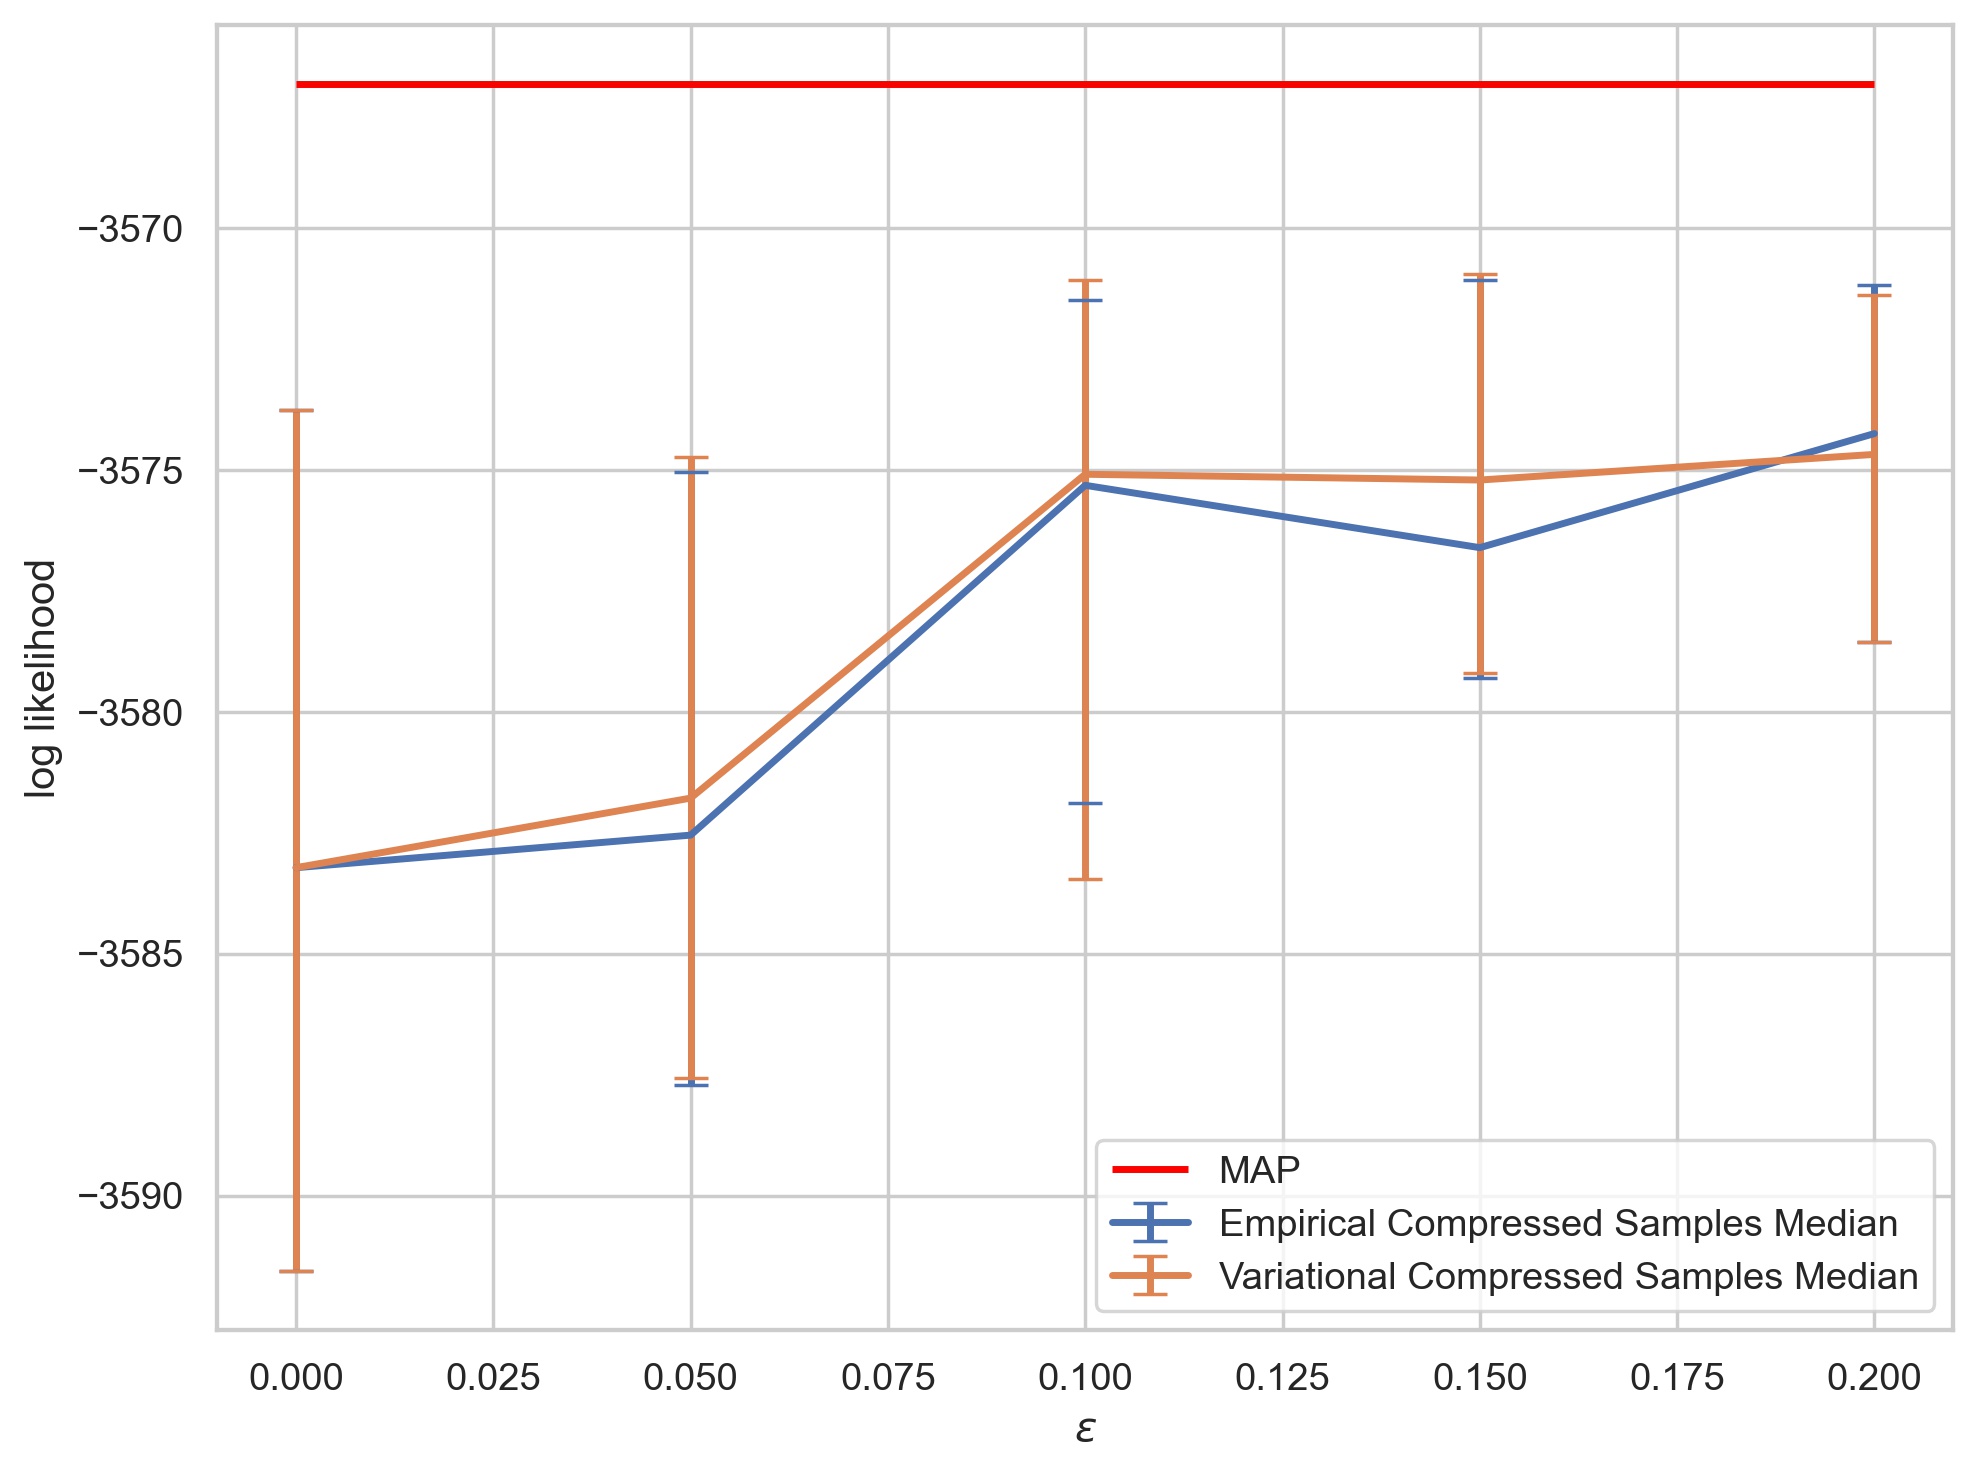 −3570
−3575
−3580
−3585
−3590
log likelihood
0.000 0.025 0.050 0.075 0.100 0.125 0.150 0.175 0.200
ε
MAP
Empirical Compressed Samples Median
Variational Compressed Samples Median